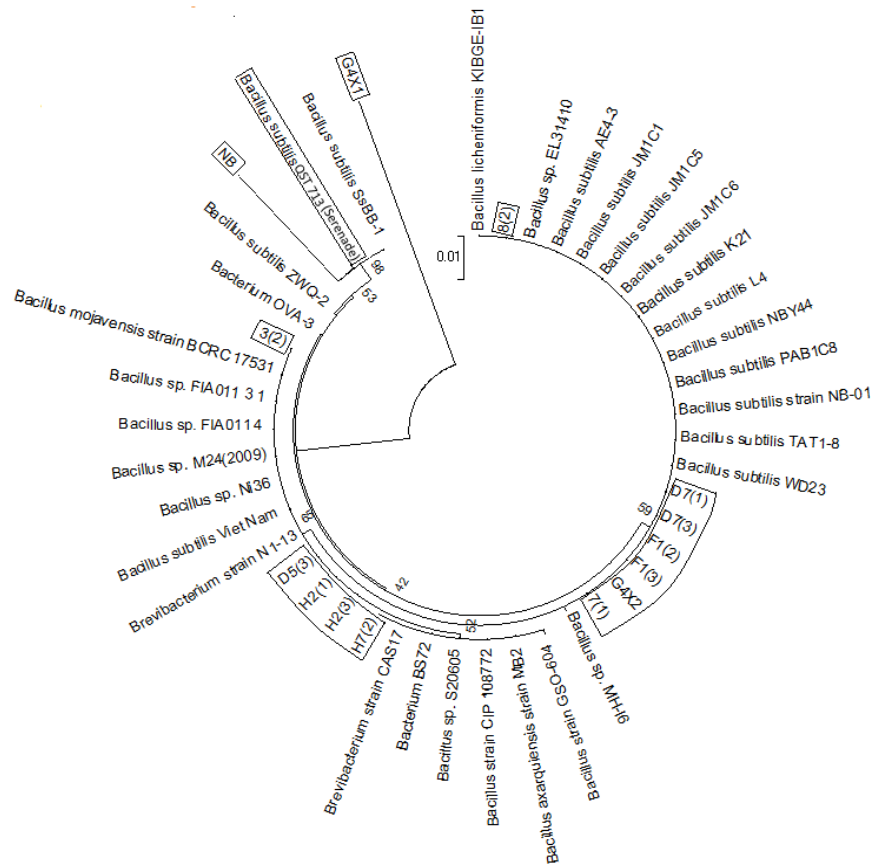 Bacillus licheniformis KIBGE-IB1
8(2)
Bacillus sp. EL31410
Bacillus subtilis AE4-3
Bacillus subtilis JM1C1
Bacillus subtilis JM1C5
Bacillus subtilis JM1C6
Bacillus subtilis K21
Bacillus subtilis L4
Bacillus subtilis NBY44
Bacillus subtilis PAB1C8
Bacillus subtilis strain NB-01
Bacillus subtilis TAT1-8
Bacillus subtilis WD23
D7(1)
D7(3)
F1(2)
F1(3)
G4X2
7(1)
Bacillus sp. MH-I6
Bacillus strain GSO-604
Bacillus axarquiensis strain MB2
Bacillus strain CIP 108772
Bacillus sp. S20605
Bacterium BS72
Brevibacterium strain CAS17
H7(2)
H2(3)
H2(1)
D5(3)
Brevibacterium strain N1-13
Bacillus subtilis Viet Nam
Bacillus sp. Ni36
Bacillus sp. M24(2009)
Bacillus sp. FIA0114
Bacillus sp. FIA011 3 1
Bacillus mojavensis strain BCRC 17531
3(2)
Bacterium OVA-3
Bacillus subtilis ZWQ-2
NB
Bacillus subtilis QST 713 (Serenade)
Bacillus subtilis SsBB-1
G4X1
0.01
98
53
59
52
42